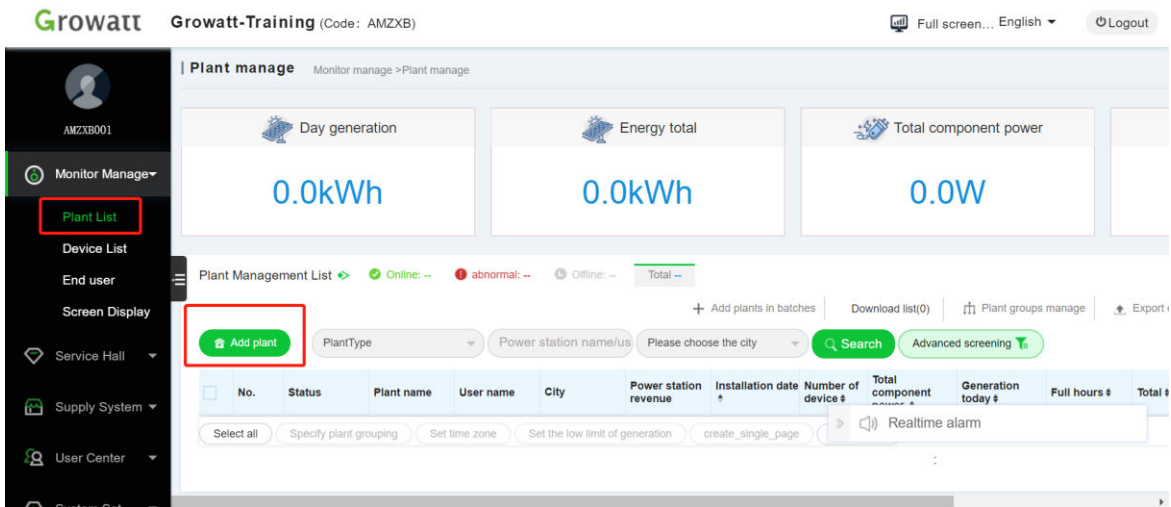 Growatt
Growatt-Training (Code: AMZXB)
Full screen... English
Logout
AMZXB001
Monitor Manage
Plant List
Device List
End user
Screen Display
Service Hall
Supply System
User Center
Plant manage Monitor manage >Plant manage
Day generation
0.0kWh
Energy total
0.0kWh
Total component power
0.0W
Plant Management List Online: -- abnormal: -- Offline: -- Total --
Add plants in batches Download list(0) Plant groups manage Export
Add plant PlantType Power station name/us Please choose the city Search Advanced screening
No. Status Plant name User name City Power station revenue Installation date Number of device Total component power Generation today Full hours Total
Select all Specify plant grouping Set time zone Set the low limit of generation create_single_page
Realtime alarm
: